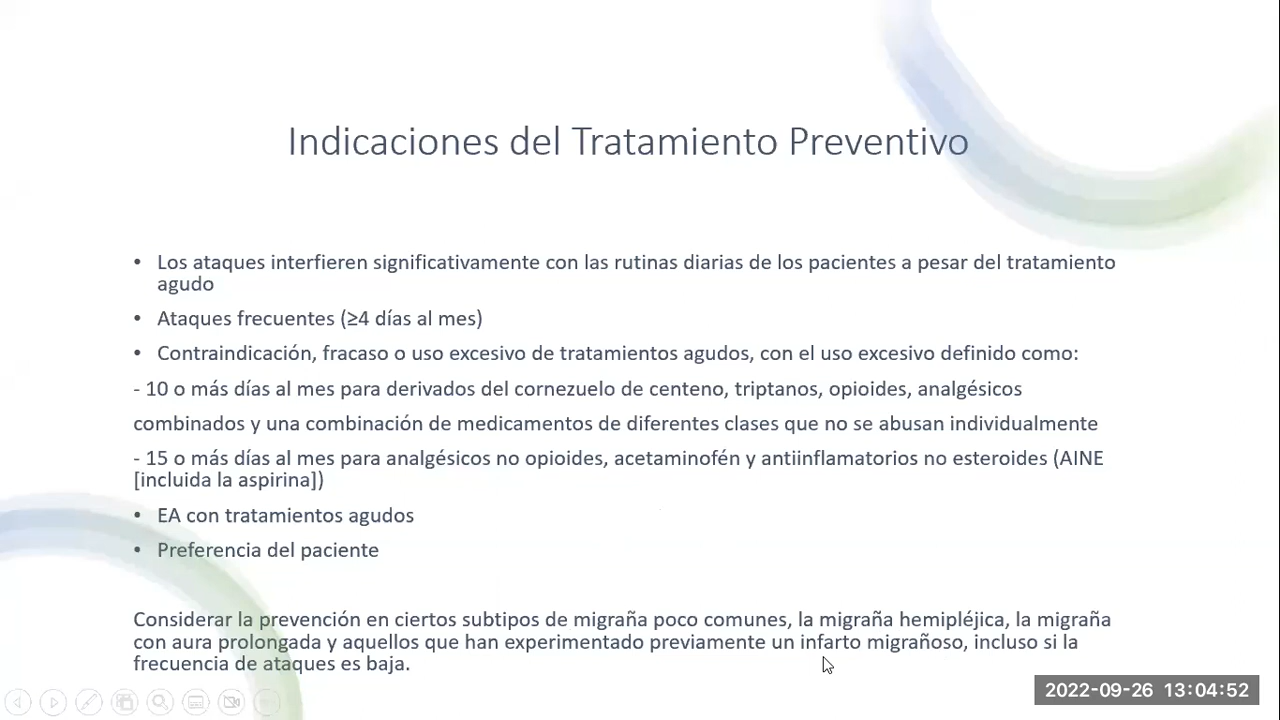 Indicaciones del Tratamiento Preventivo
• Los ataques interfieren significativamente con las rutinas diarias de los pacientes a pesar del tratamiento
agudo
• Ataques frecuentes (≥4 días al mes)
• Contraindicación, fracaso o uso excesivo de tratamientos agudos, con el uso excesivo definido como:
- 10 o más días al mes para derivados del cornezuelo de centeno, triptanos, opioides, analgésicos
combinados y una combinación de medicamentos de diferentes clases que no se abusan individualmente
- 15 o más días al mes para analgésicos no opioides, acetaminofén y antiinflamatorios no esteroides (AINE
[incluida la aspirina])
• EA con tratamientos agudos
• Preferencia del paciente
Considerar la prevención en ciertos subtipos de migraña poco comunes, la migraña hemipléjica, la migraña
con aura prolongada y aquellos que han experimentado previamente un infarto migrañoso, incluso si la
frecuencia de ataques es baja.
2022-09-26 13:04:52